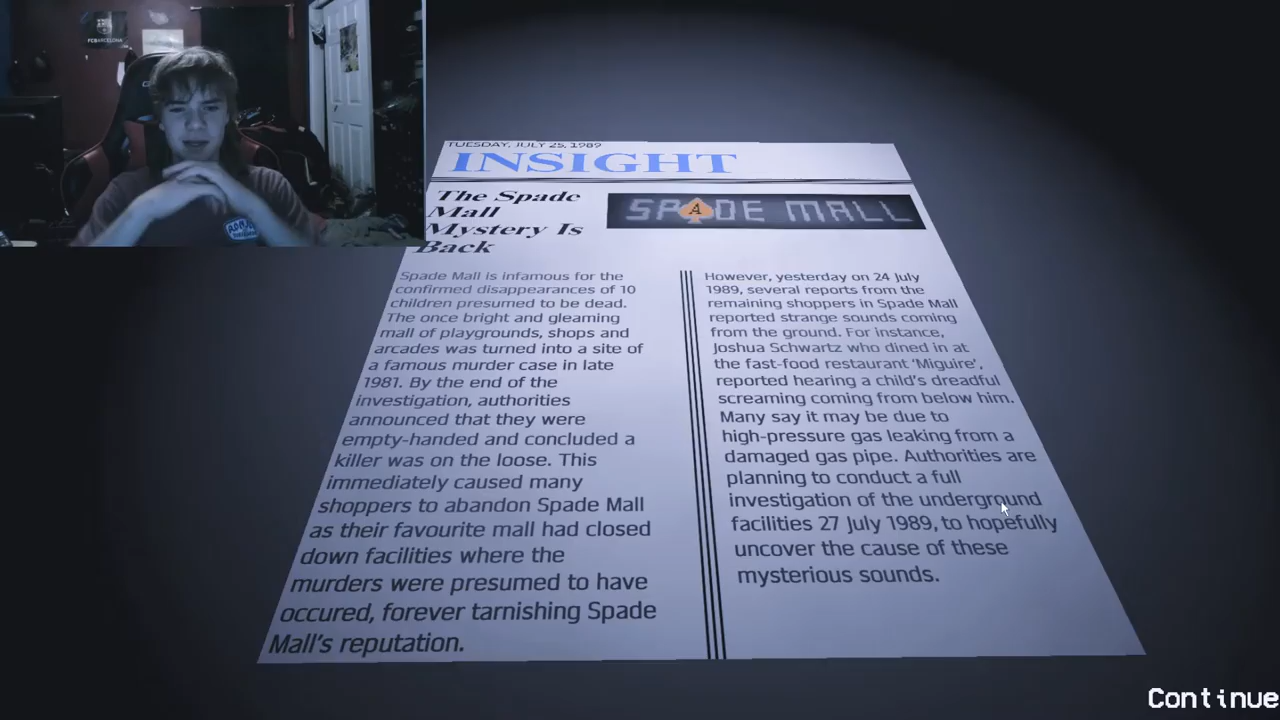 FCBARCELONA
TUESDAY, JULY 25, 1989
INSIGHT
The Spade
Mall
Mystery Is
Back
SPADE MALL
A
Spade Mall is infamous for the
confirmed disappearances of 10
children presumed to be dead.
The once bright and gleaming
mall of playgrounds, shops and
arcades was turned into a site of
a famous murder case in late
1981. By the end of the
investigation, authorities
announced that they were
empty-handed and concluded a
killer was on the loose. This
immediately caused many
shoppers to abandon Spade Mall
as their favourite mall had closed
down facilities where the
murders were presumed to have
occured, forever tarnishing Spade
Mall's reputation.
However, yesterday on 24 July
1989, several reports from the
remaining shoppers in Spade Mall
reported strange sounds coming
from the ground. For instance,
Joshua Schwartz who dined in at
the fast-food restaurant 'Miguire',
reported hearing a child's dreadful
screaming coming from below him.
Many say it may be due to
high-pressure gas leaking from a
damaged gas pipe. Authorities are
planning to conduct a full
investigation of the underground
facilities 27 July 1989, to hopefully
uncover the cause of these
mysterious sounds.
Continue